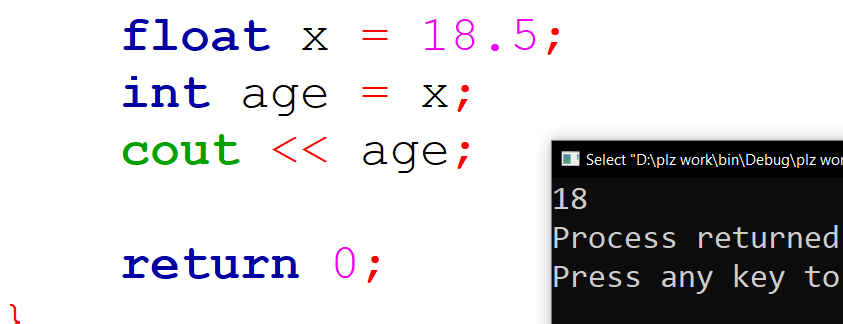 float x = 18.5;
int age = x;
cout << age;
return 0;
}
Select "D:\plz work\bin\Debug\plz wor
18
Process returned
Press any key to